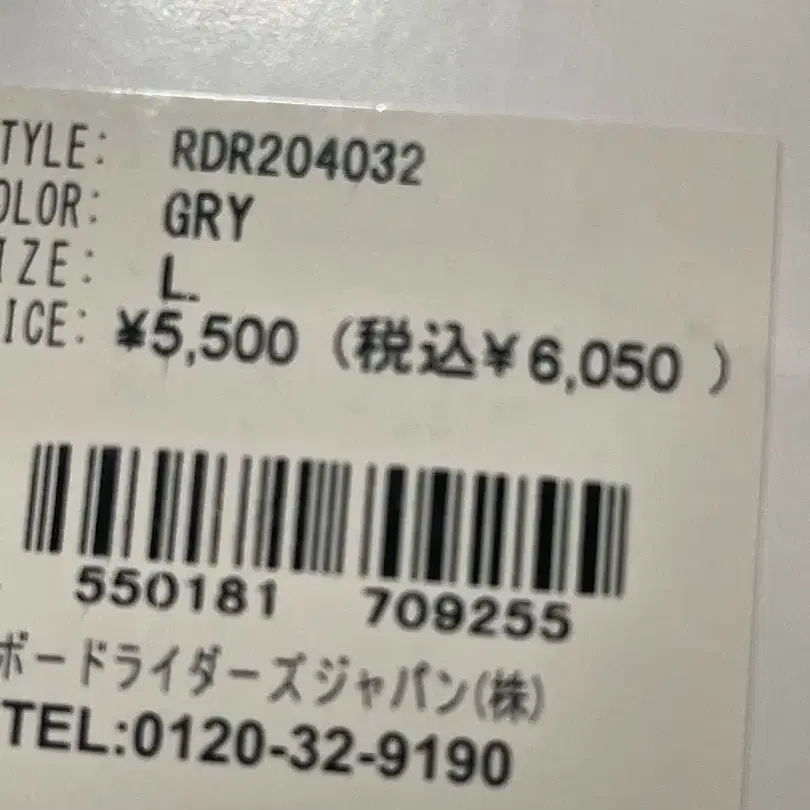 TYLE: RDR204032
OLOR: GRY
IZE: L.
ICE: ¥5,500 (税込¥6,050 )
550181 709255
ボードライダーズジャパン(株)
TEL:0120-32-9190